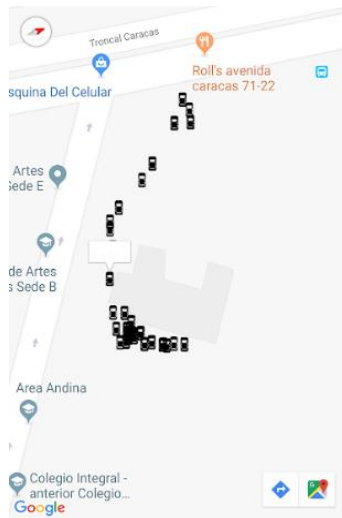 Troncal Caracas
Roll's avenida
caracas 71-22
squina Del Celular
Artes
Sede E
de Artes
s Sede B
Area Andina
Colegio Integral -
anterior Colegio...
Google